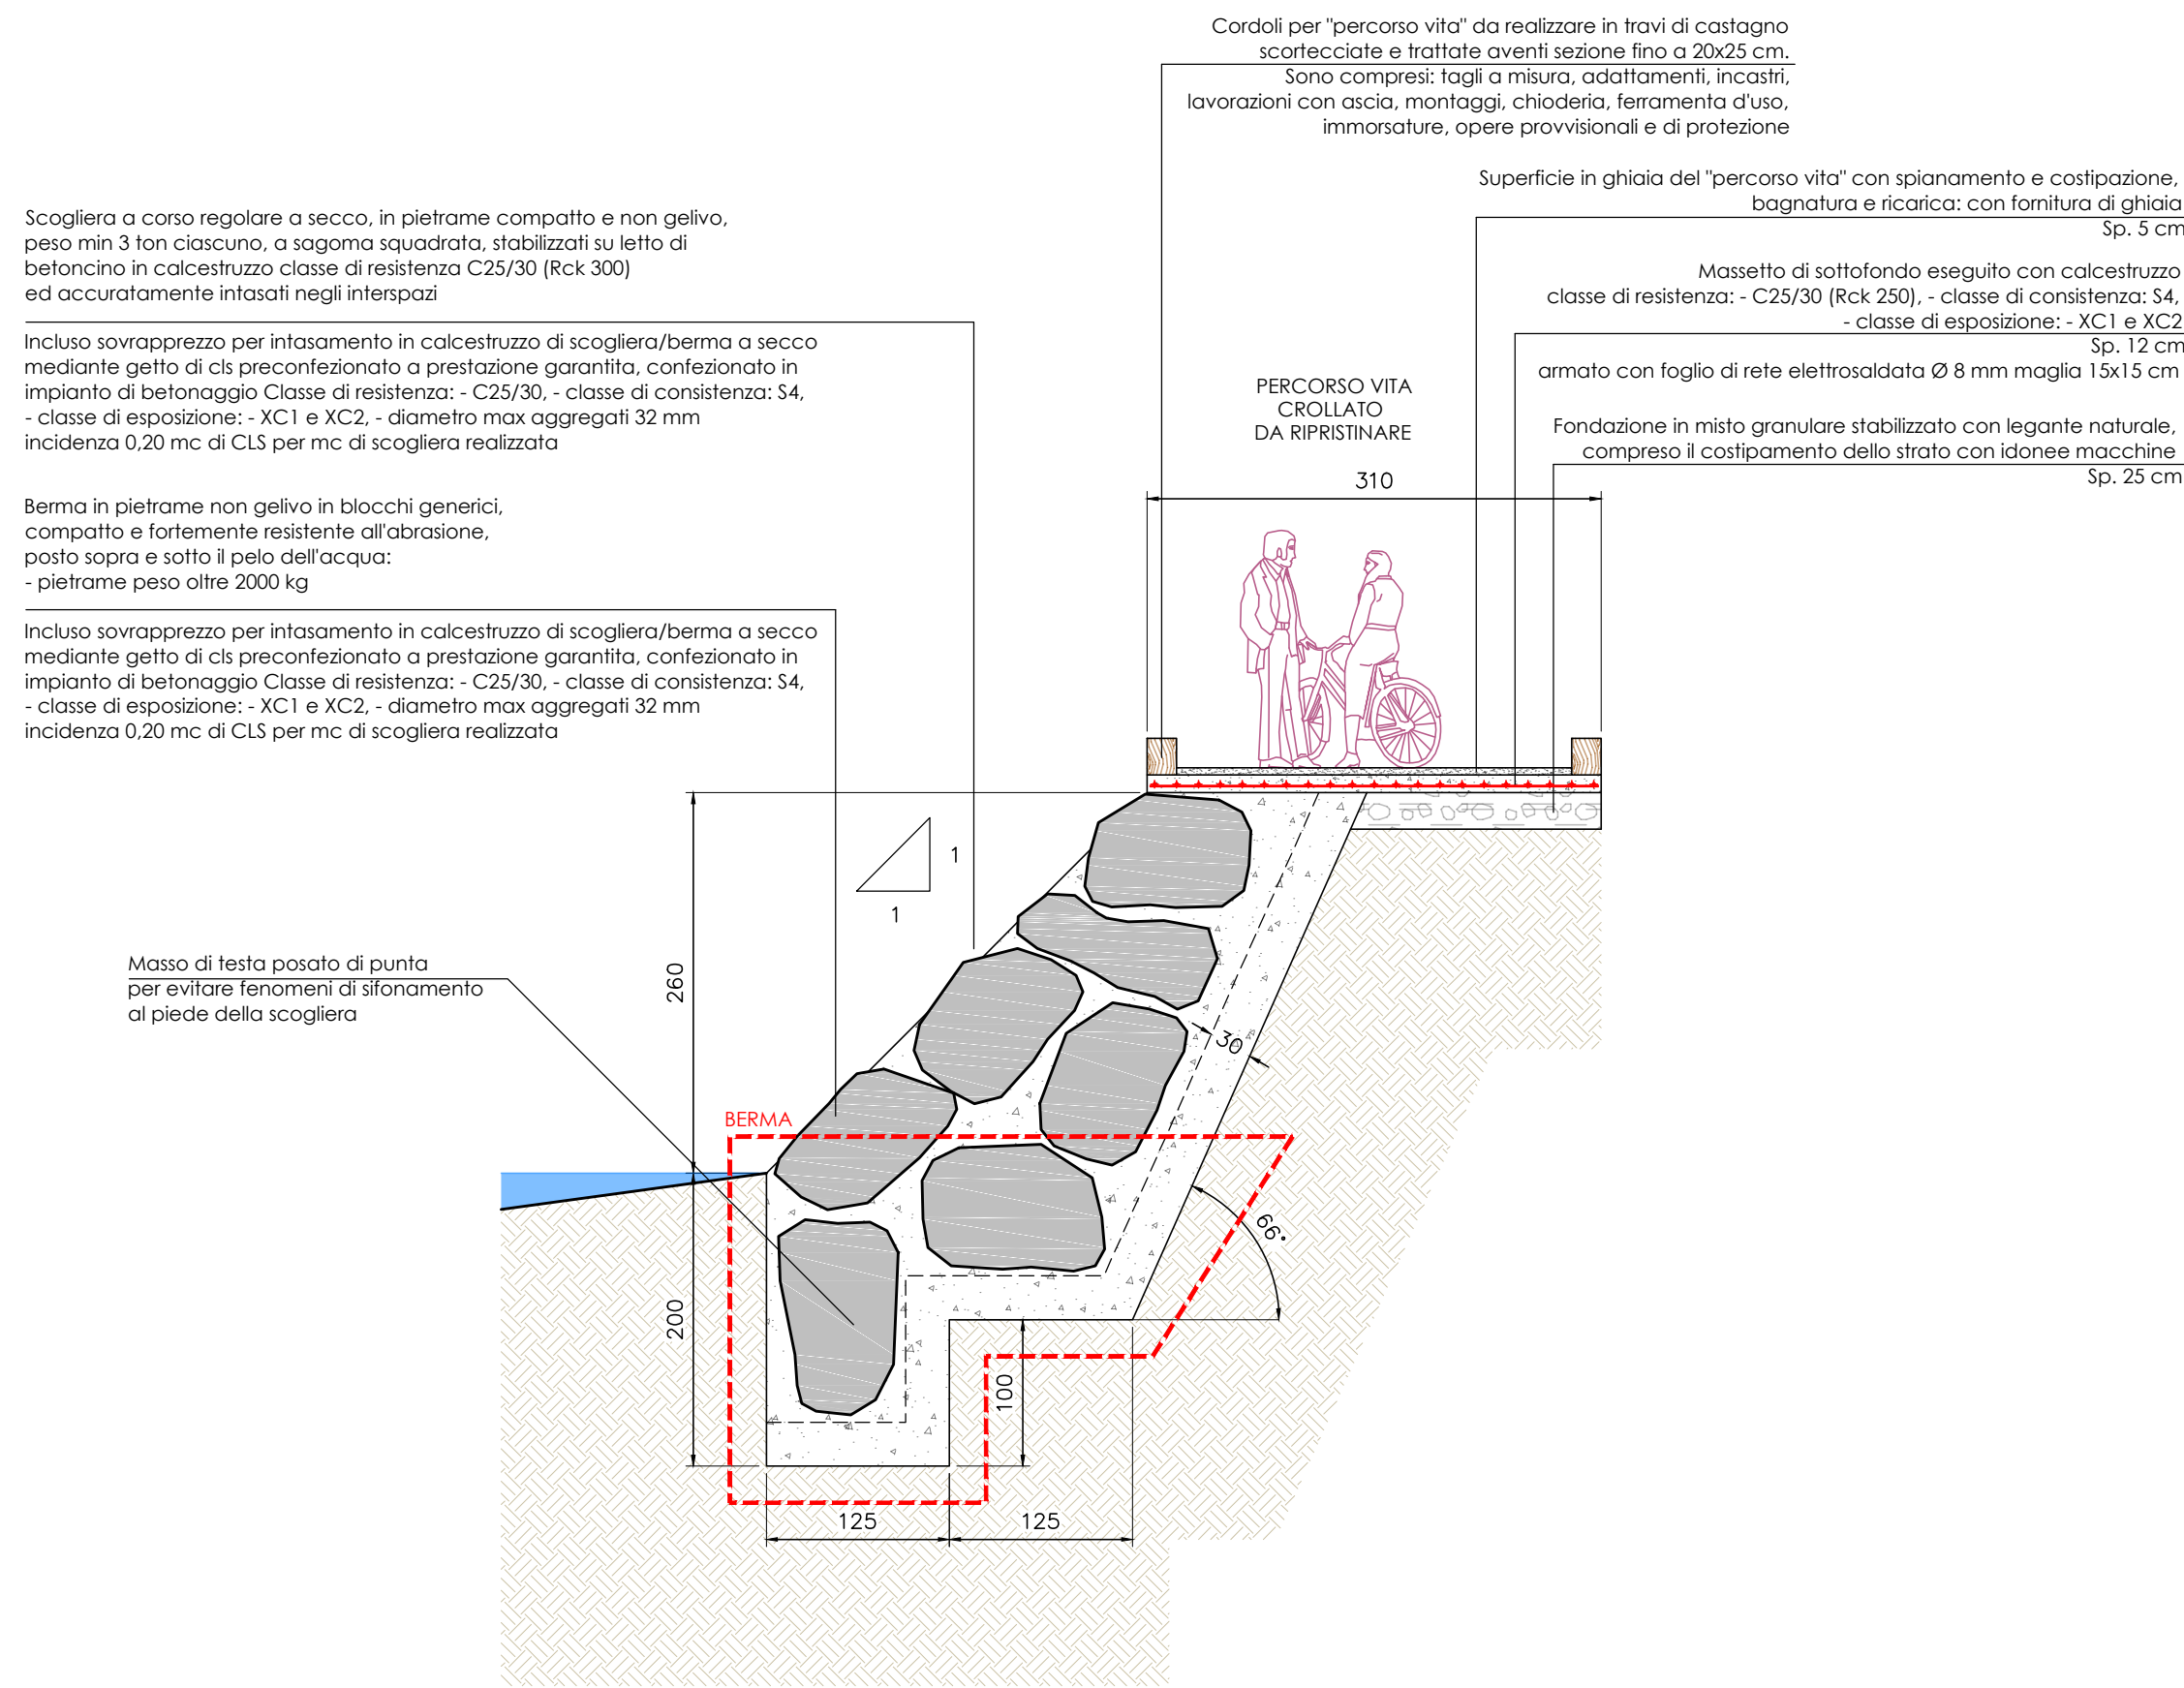 Cordoli per "percorso vita" da realizzare in travi di castagno
scortecciate e trattate aventi sezione fino a 20x25 cm.
Sono compresi: tagli a misura, adattamenti, incastri,
lavorazioni con ascia, montaggi, chioderia, ferramenta d'uso,
immorsature, opere provvisionali e di protezione
Superficie in ghiaia del "percorso vita" con spianamento e costipazione,
bagnatura e ricarica: con fornitura di ghiaia
Sp. 5 cm
Massetto di sottofondo eseguito con calcestruzzo
classe di resistenza: - C25/30 (Rck 250), - classe di consistenza: S4,
- classe di esposizione: - XC1 e XC2
Sp. 12 cm
armato con foglio di rete elettrosaldata Ø 8 mm maglia 15x15 cm
Fondazione in misto granulare stabilizzato con legante naturale,
compreso il costipamento dello strato con idonee macchine
Sp. 25 cm
Scogliera a corso regolare a secco, in pietrame compatto e non gelivo,
peso min 3 ton ciascuno, a sagoma squadrata, stabilizzati su letto di
betoncino in calcestruzzo classe di resistenza C25/30 (Rck 300)
ed accuratamente intasati negli interspazi
Incluso sovrapprezzo per intasamento in calcestruzzo di scogliera/berma a secco
mediante getto di cls preconfezionato a prestazione garantita, confezionato in
impianto di betonaggio Classe di resistenza: - C25/30, - classe di consistenza: S4,
- classe di esposizione: - XC1 e XC2, - diametro max aggregati 32 mm
incidenza 0,20 mc di CLS per mc di scogliera realizzata
Berma in pietrame non gelivo in blocchi generici,
compatto e fortemente resistente all'abrasione,
posto sopra e sotto il pelo dell'acqua:
- pietrame peso oltre 2000 kg
Incluso sovrapprezzo per intasamento in calcestruzzo di scogliera/berma a secco
mediante getto di cls preconfezionato a prestazione garantita, confezionato in
impianto di betonaggio Classe di resistenza: - C25/30, - classe di consistenza: S4,
- classe di esposizione: - XC1 e XC2, - diametro max aggregati 32 mm
incidenza 0,20 mc di CLS per mc di scogliera realizzata
PERCORSO VITA
CROLLATO
DA RIPRISTINARE
310
1
1
Masso di testa posato di punta
per evitare fenomeni di sifonamento
al piede della scogliera
260
30
BERMA
66°
200
100
125
125